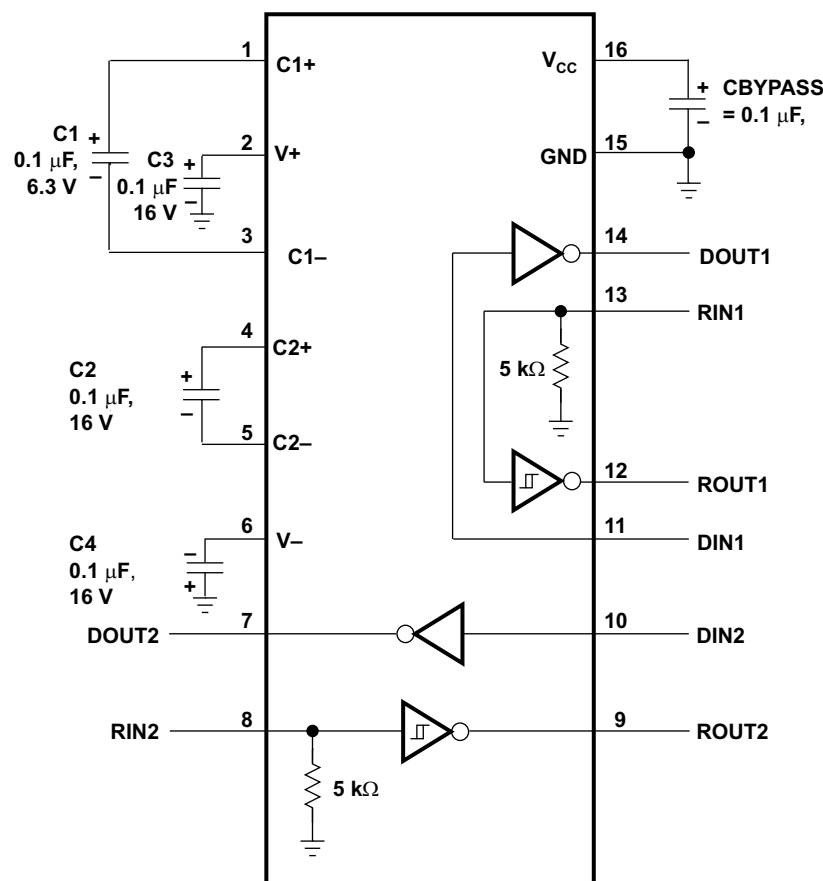 1
C1+
C1
0.1 μF,
6.3 V
+
–
2
V+
C3
0.1 μF
16 V
+
–
3
C1–
4
C2+
C2
0.1 μF,
16 V
+
–
5
C2–
6
V–
C4
0.1 μF,
16 V
–
+
DOUT2
7
RIN2
8
5 kΩ
16
VCC
+
–
CBYPASS
= 0.1 μF,
15
GND
14
DOUT1
13
RIN1
5 kΩ
12
ROUT1
11
DIN1
10
DIN2
9
ROUT2